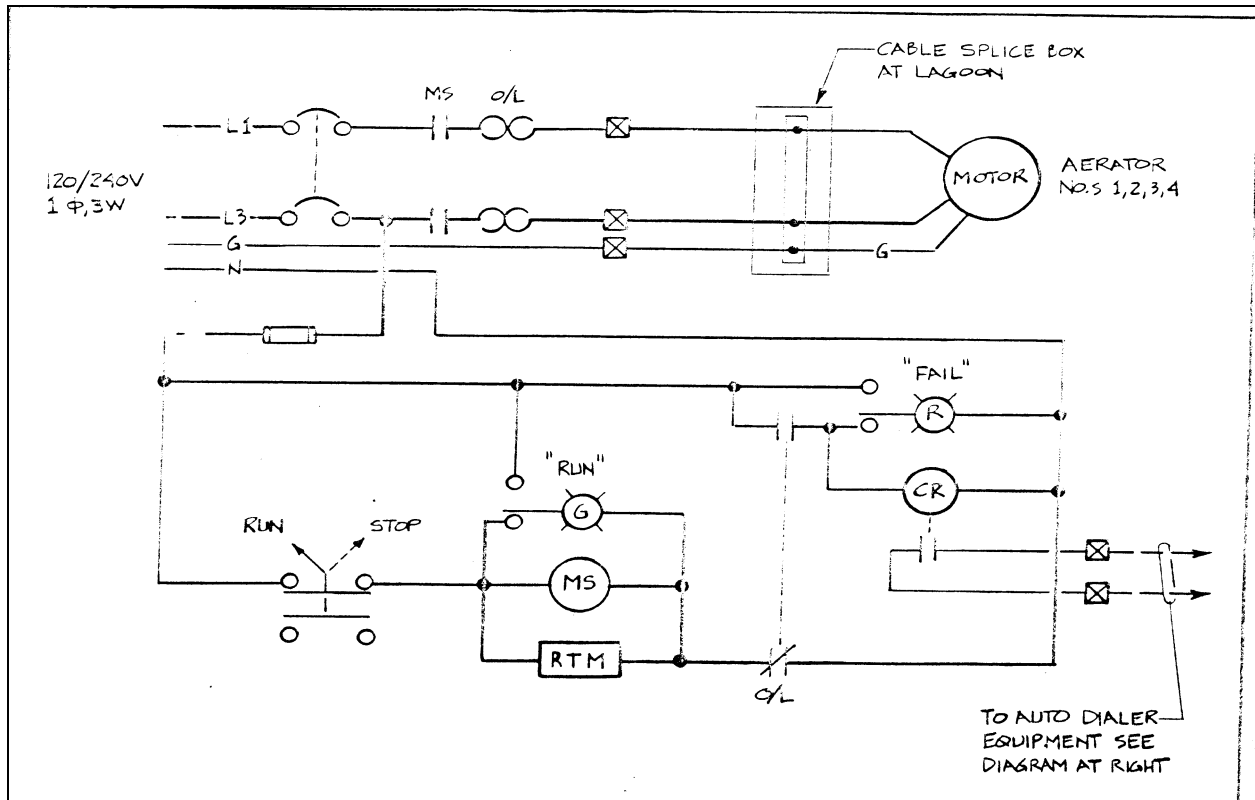 CABLE SPLICE BOX
AT LAGOON
MS
O/L
L1
120/240V
1 Φ, 3W
MOTOR
AERATOR
NO.S 1,2,3,4
L3
G
G
N
"FAIL"
R
"RUN"
G
CR
RUN
STOP
MS
RTM
O/L
TO AUTO DIALER
EQUIPMENT SEE
DIAGRAM AT RIGHT